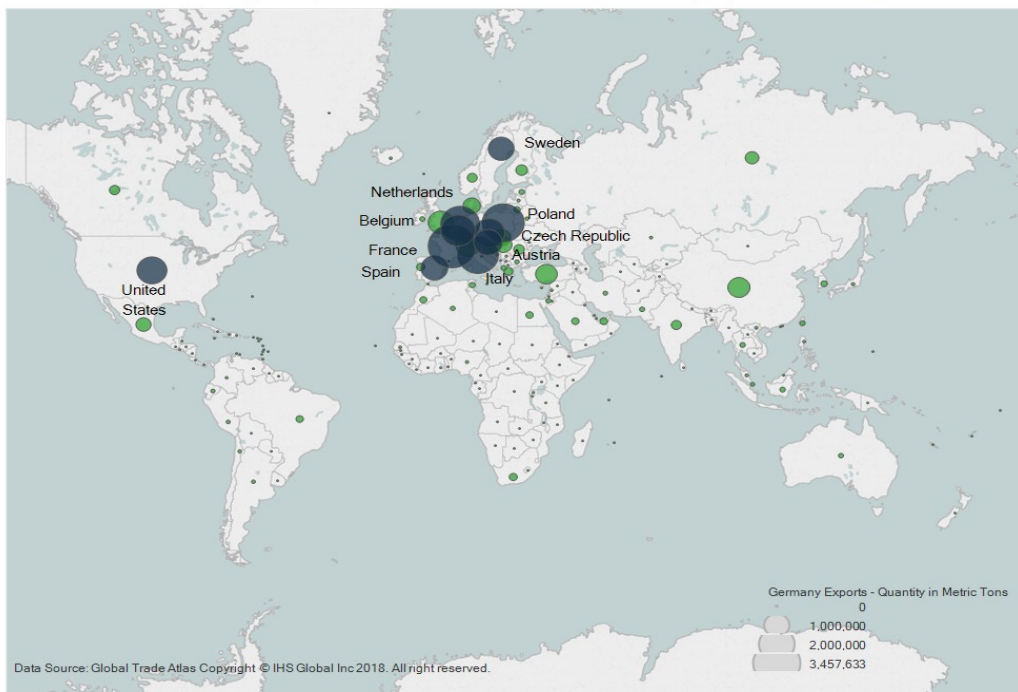 Sweden
Netherlands
Belgium
Poland
Czech Republic
France
Austria
Spain
Italy
United
States
Germany Exports - Quantity in Metric Tons
0
1,000,000
2,000,000
3,457,633
Data Source: Global Trade Atlas Copyright © IHS Global Inc 2018. All right reserved.